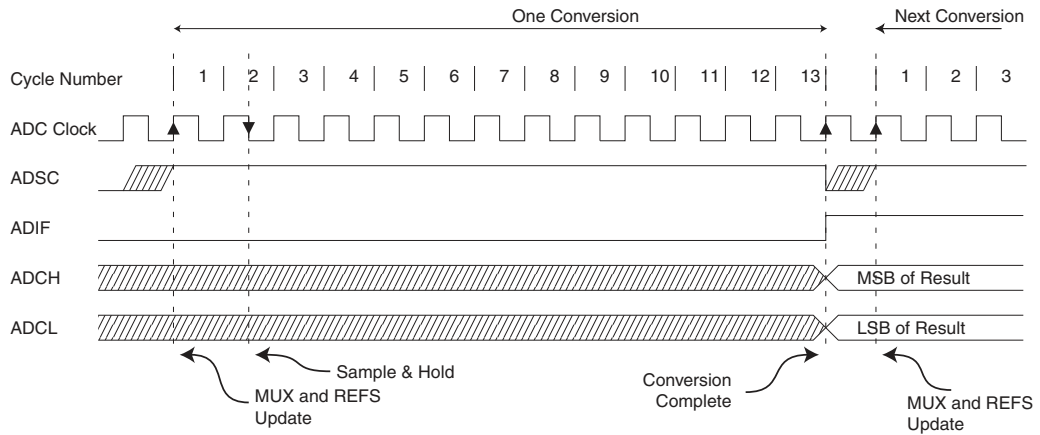 One Conversion
Next Conversion
Cycle Number 1 2 3 4 5 6 7 8 9 10 11 12 13 1 2 3
ADC Clock
ADSC
ADIF
ADCH MSB of Result
ADCL LSB of Result
Sample & Hold
MUX and REFS
Update
Conversion
Complete
MUX and REFS
Update